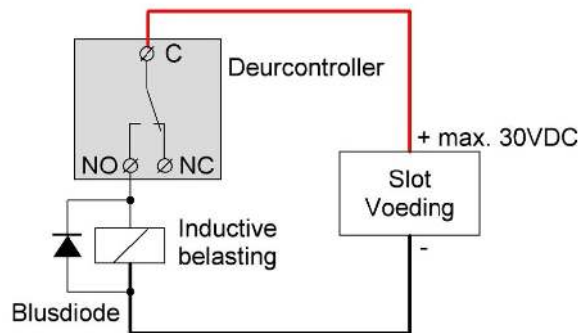 C
Deurcontroller
NO
NC
+ max. 30VDC
Slot
Voeding
-
Inductive
belasting
Blusdiode